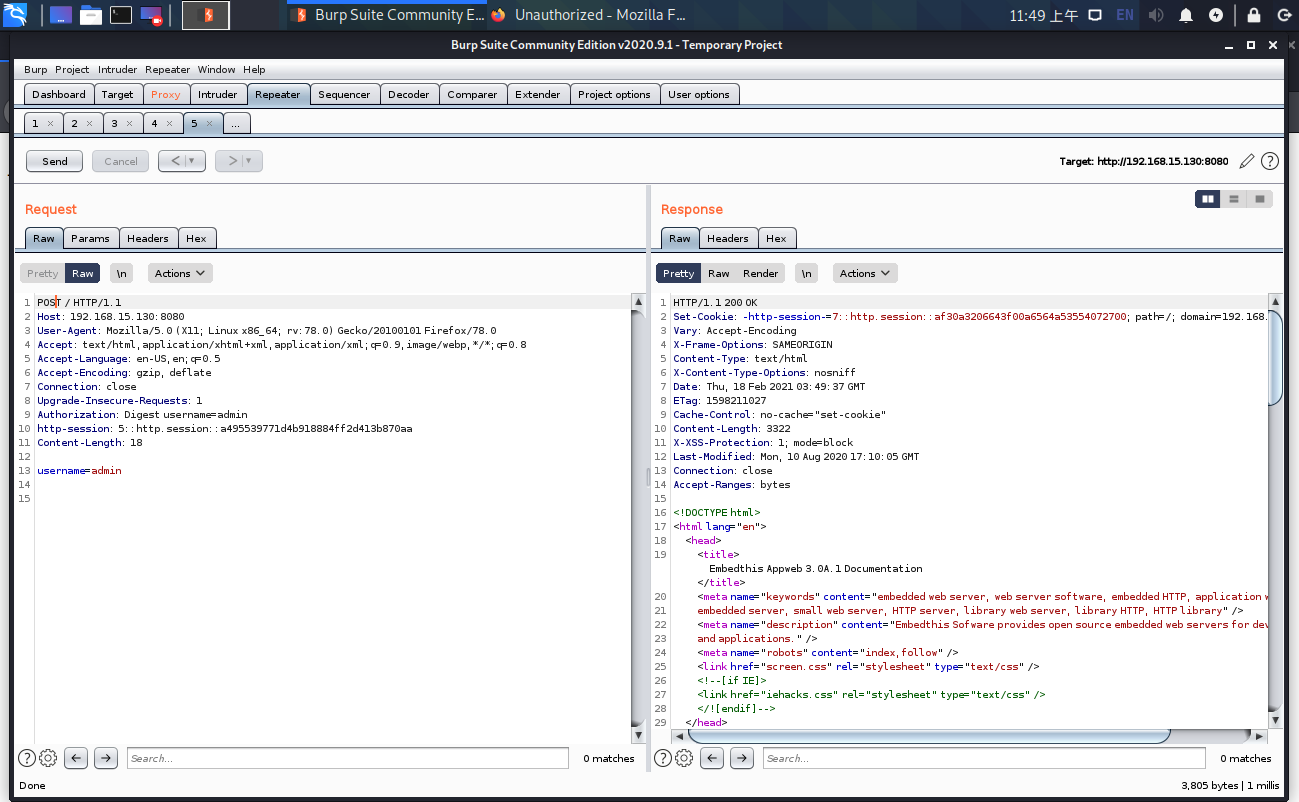 Burp Suite Community E...
Unauthorized - Mozilla F...
11:49 上午
EN
Burp Suite Community Edition v2020.9.1 - Temporary Project
Burp Project Intruder Repeater Window Help
Dashboard Target Proxy Intruder Repeater Sequencer Decoder Comparer Extender Project options User options
1 × 2 × 3 × 4 × 5 × ...
Send Cancel < > Target: http://192.168.15.130:8080 ?
Request
Raw Params Headers Hex
Pretty Raw \n Actions
1 POST / HTTP/1.1
2 Host: 192.168.15.130:8080
3 User-Agent: Mozilla/5.0 (X11; Linux x86_64; rv:78.0) Gecko/20100101 Firefox/78.0
4 Accept: text/html,application/xhtml+xml,application/xml;q=0.9,image/webp,*/*;q=0.8
5 Accept-Language: en-US,en;q=0.5
6 Accept-Encoding: gzip, deflate
7 Connection: close
8 Upgrade-Insecure-Requests: 1
9 Authorization: Digest username=admin
10 http-session: 5::http.session::a495539771d4b918884ff2d413b870aa
11 Content-Length: 18
12
13 username=admin
14
15
? Search... 0 matches
Done
Response
Raw Headers Hex
Pretty Raw Render \n Actions
1 HTTP/1.1 200 OK
2 Set-Cookie: -http-session-=7::http.session::af30a3206643f00a6564a53554072700; path=/; domain=192.168.
3 Vary: Accept-Encoding
4 X-Frame-Options: SAMEORIGIN
5 Content-Type: text/html
6 X-Content-Type-Options: nosniff
7 Date: Thu, 18 Feb 2021 03:49:37 GMT
8 ETag: 1598211027
9 Cache-Control: no-cache="set-cookie"
10 Content-Length: 3322
11 X-XSS-Protection: 1; mode=block
12 Last-Modified: Mon, 10 Aug 2020 17:10:05 GMT
13 Connection: close
14 Accept-Ranges: bytes
15
16 <!DOCTYPE html>
17 <html lang="en">
18 <head>
19 <title>
Embedthis Appweb 3.0A.1 Documentation
</title>
20 <meta name="keywords" content="embedded web server, web server software, embedded HTTP, application w
21 embedded server, small web server, HTTP server, library web server, library HTTP, HTTP library" />
22 <meta name="description" content="Embedthis Sofware provides open source embedded web servers for dev
23 and applications." />
24 <meta name="robots" content="index,follow" />
25 <link href="screen.css" rel="stylesheet" type="text/css" />
26 <!--[if IE]>
27 <link href="iehacks.css" rel="stylesheet" type="text/css" />
28 </![endif]-->
29 </head>
? Search... 0 matches
3,805 bytes | 1 millis